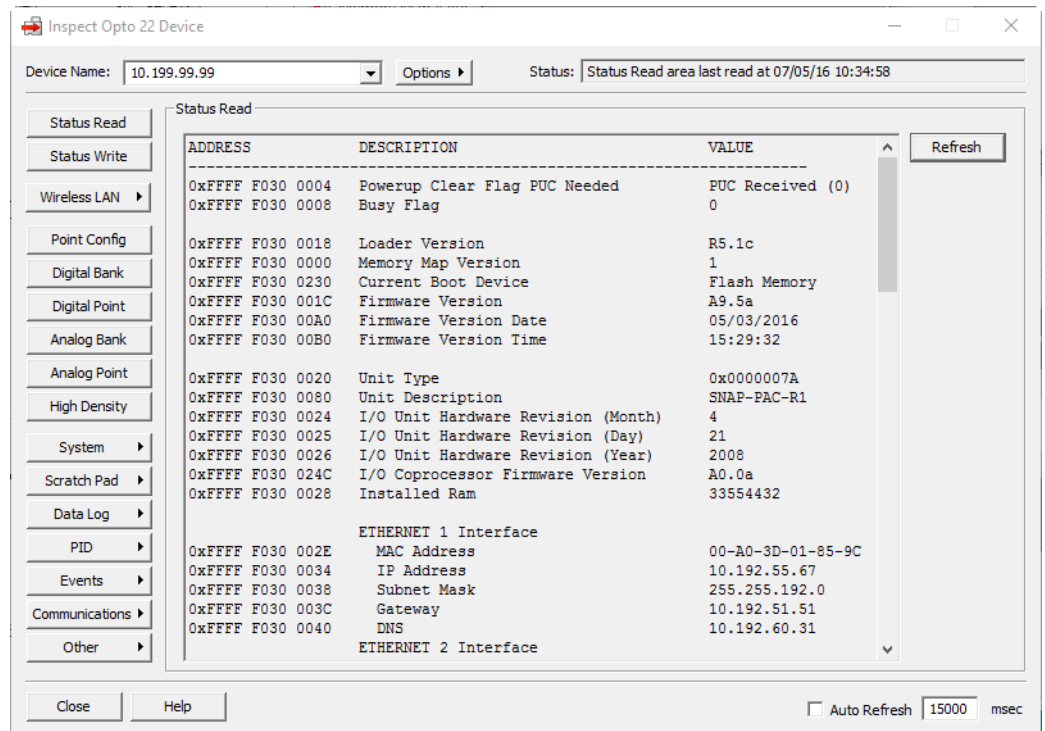 Inspect Opto 22 Device
Device Name: 10.199.99.99 Options Status: Status Read area last read at 07/05/16 10:34:58
Status Read
Status Write
Wireless LAN
Point Config
Digital Bank
Digital Point
Analog Bank
Analog Point
High Density
System
Scratch Pad
Data Log
PID
Events
Communications
Other
Status Read
ADDRESS DESCRIPTION VALUE
0xFFFF F030 0004 Powerup Clear Flag PUC Needed PUC Received (0)
0xFFFF F030 0008 Busy Flag 0
0xFFFF F030 0018 Loader Version R5.1c
0xFFFF F030 0000 Memory Map Version 1
0xFFFF F030 0230 Current Boot Device Flash Memory
0xFFFF F030 001C Firmware Version A9.5a
0xFFFF F030 00A0 Firmware Version Date 05/03/2016
0xFFFF F030 00B0 Firmware Version Time 15:29:32
0xFFFF F030 0020 Unit Type 0x0000007A
0xFFFF F030 0080 Unit Description SNAP-PAC-R1
0xFFFF F030 0024 I/O Unit Hardware Revision (Month) 4
0xFFFF F030 0025 I/O Unit Hardware Revision (Day) 21
0xFFFF F030 0026 I/O Unit Hardware Revision (Year) 2008
0xFFFF F030 024C I/O Coprocessor Firmware Version A0.0a
0xFFFF F030 0028 Installed Ram 33554432
ETHERNET 1 Interface
0xFFFF F030 002E MAC Address 00-A0-3D-01-85-9C
0xFFFF F030 0034 IP Address 10.192.55.67
0xFFFF F030 0038 Subnet Mask 255.255.192.0
0xFFFF F030 003C Gateway 10.192.51.51
0xFFFF F030 0040 DNS 10.192.60.31
ETHERNET 2 Interface
Refresh
Close Help Auto Refresh 15000 msec